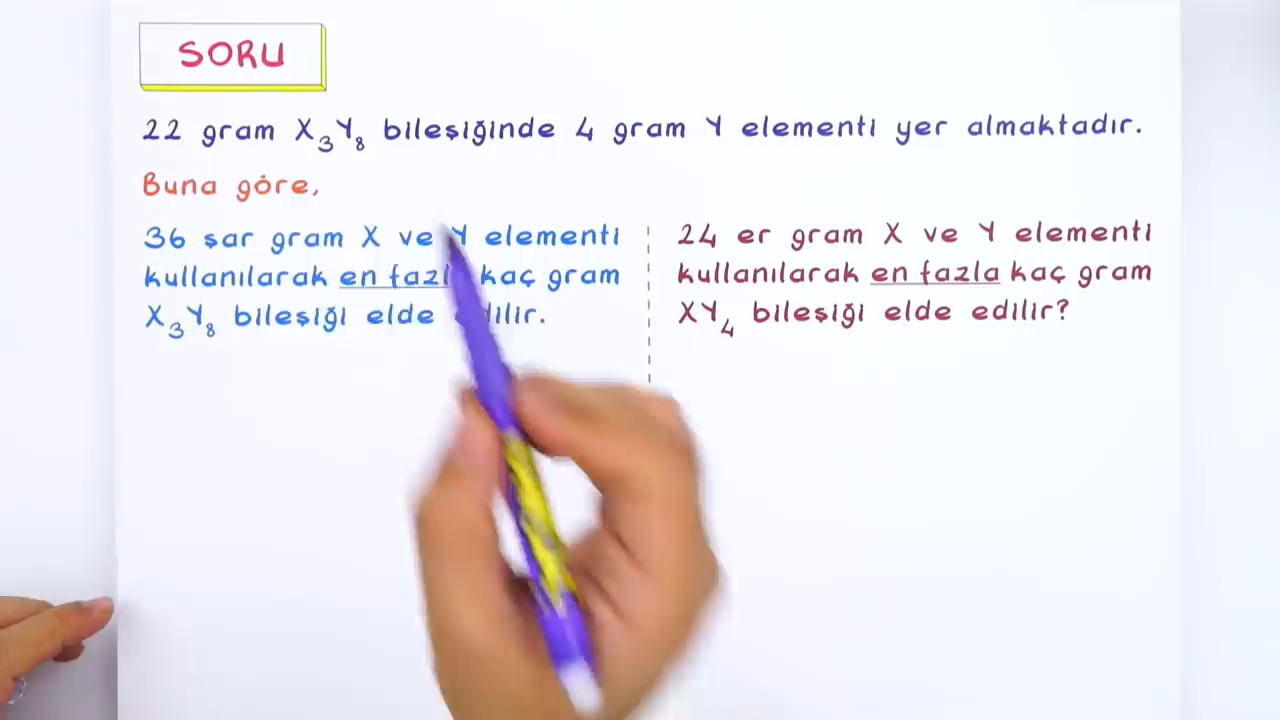 SORU
22 gram X₃Y₈ bileşiğinde 4 gram Y elementi yer almaktadır.
Buna göre,
36 şar gram X ve Y elementi
kullanılarak en fazl kaç gram
X₃Y₈ bileşiği elde dilir.
24 er gram X ve Y elementi
kullanılarak en fazla kaç gram
XY₄ bileşiği elde edilir?